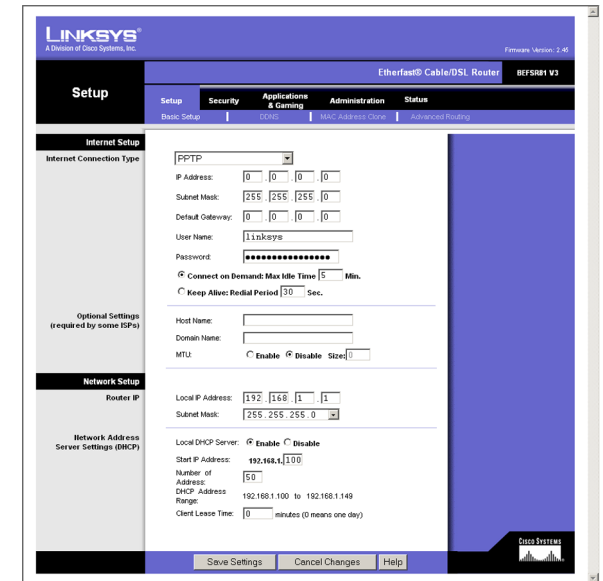 LINKSYS®
A Division of Cisco Systems, Inc.
Firmware Version: 2.45
Etherfast® Cable/DSL Router BEFSR81 V3
Setup
Setup Security Applications & Gaming Administration Status
Basic Setup DDNS MAC Address Clone Advanced Routing
Internet Setup
Internet Connection Type PPTP
IP Address: 0 . 0 . 0 . 0
Subnet Mask: 255 . 255 . 255 . 0
Default Gateway: 0 . 0 . 0 . 0
User Name: linksys
Password: ●●●●●●●●●●●●●●●●
Connect on Demand: Max Idle Time 5 Min.
Keep Alive: Redial Period 30 Sec.
Optional Settings
(required by some ISPs)
Host Name:
Domain Name:
MTU: Enable Disable Size: 0
Network Setup
Router IP
Local IP Address: 192 . 168 . 1 . 1
Subnet Mask: 255.255.255.0
Network Address
Server Settings (DHCP)
Local DHCP Server: Enable Disable
Start IP Address: 192.168.1. 100
Number of
Address: 50
DHCP Address
Range: 192.168.1.100 to 192.168.1.149
Client Lease Time: 0 minutes (0 means one day)
CISCO SYSTEMS
Save Settings Cancel Changes Help